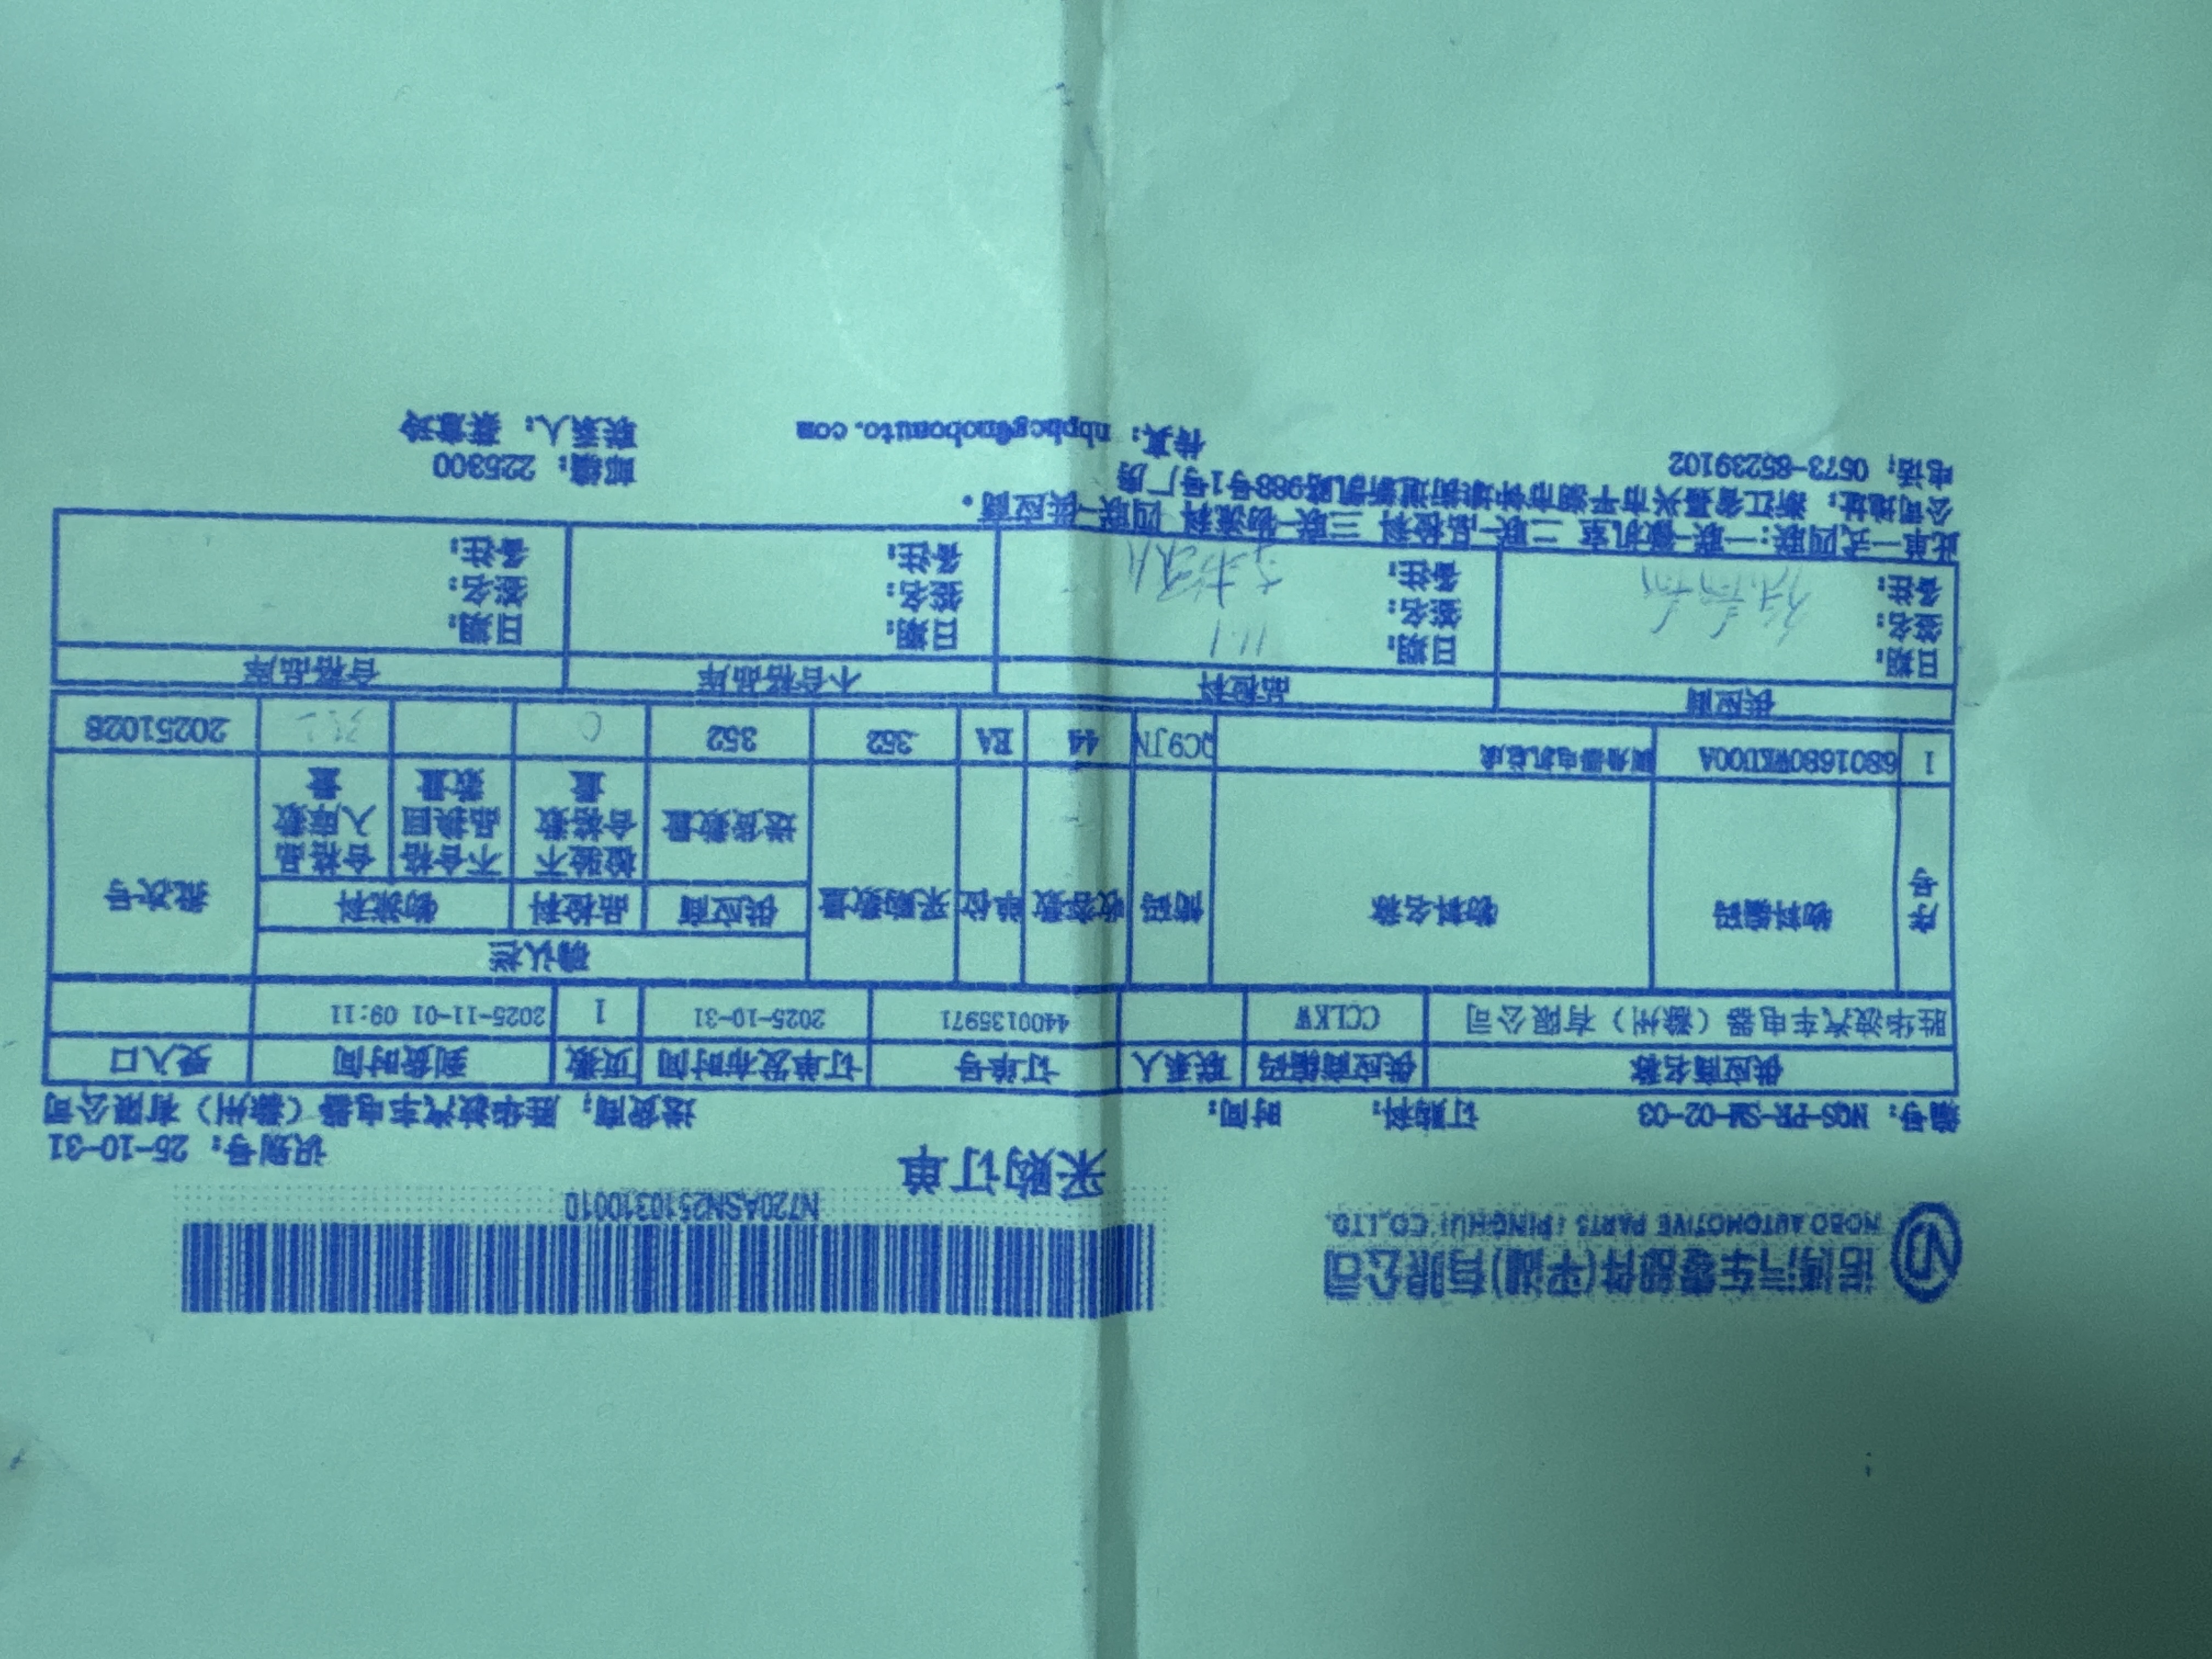 诺博汽车零部件(平湖)有限公司
NOBO AUTOMOTIVE PARTS (PINGHU) CO.,LTD.
N720ASN2510310010
采购订单
识别号: 25-10-31
编号: NQS-PR-SM-02-03 订购科: 时间: 送货商: 胜华波汽车电器（滁州）有限公司
供应商名称 供应商编码 联系人 订单号 订单发布时间 页数 到货时间 受入口
胜华波汽车电器（滁州）有限公司 CCLKW 4400135971 2025-10-31 1 2025-11-01 09:11
序号 物料编码 物料名称 简码 收容数 单位 采购数量 确认栏 批次号
供应商 品检科 物流科
送货数量 检验不合格数量 不合格品换回数量 合格品入库数量
1 6801680WKU00A 调角器电机总成 QC9JN 44 EA 352 352 0 352 20251028
供应商 品检科 不合格品库 合格品库
日期: 日期: 11.1 日期: 日期:
签名: 签名: 签名: 签名:
备注: 备注: 备注: 备注:
此单一式四联:一联-微机室 二联-品检科 三联-物流科 四联-供应商.
公司地址: 浙江省嘉兴市平湖市钟埭街道新凯路988号1号厂房 邮编: 225300
电话: 0573-85239102 传真: nbphcg@noboauto.com 联系人: